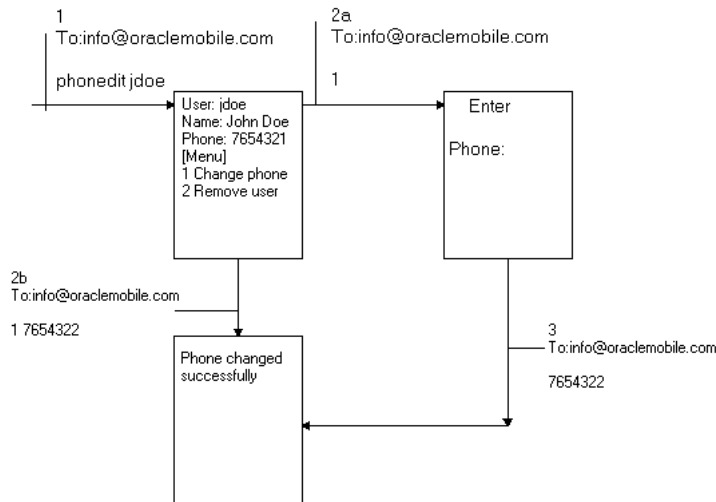 1
To:info@oraclemobile.com
phonedit jdoe
2a
To:info@oraclemobile.com
1
User: jdoe
Name: John Doe
Phone: 7654321
[Menu]
1 Change phone
2 Remove user
Enter
Phone:
2b
To:info@oraclemobile.com
1 7654322
Phone changed
successfully
3
To:info@oraclemobile.com
7654322